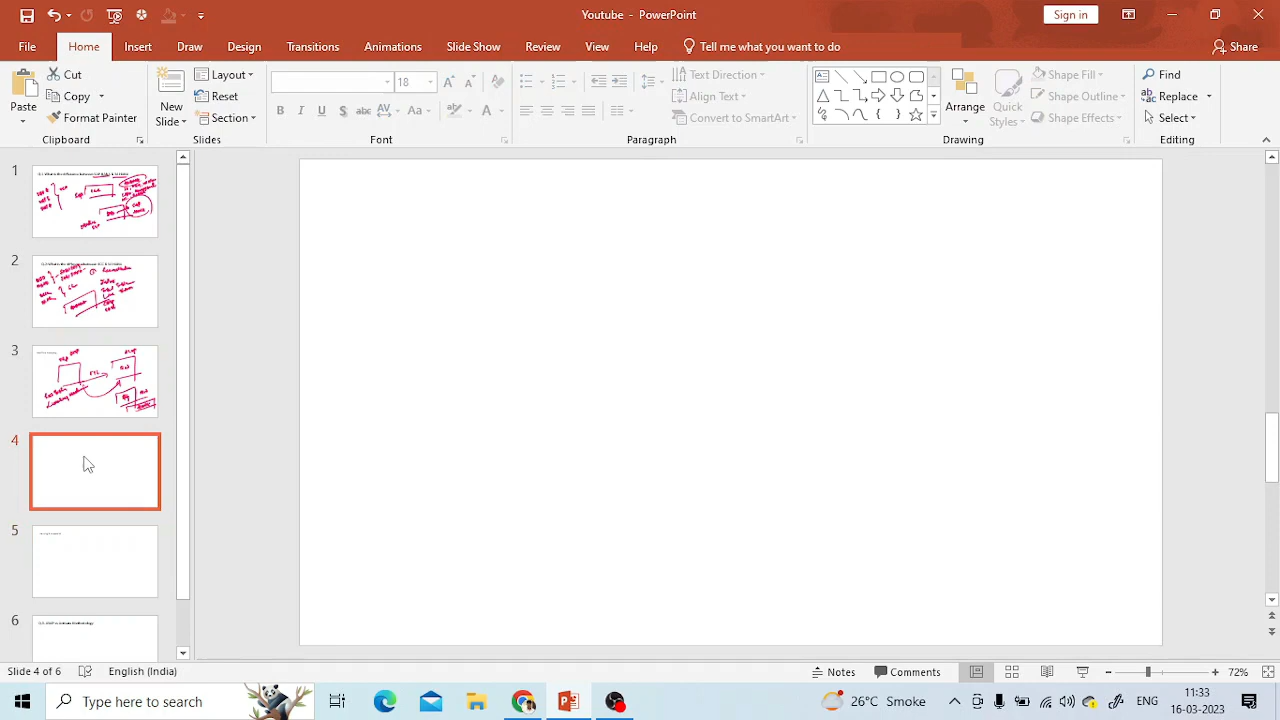 Youtube - PowerPoint
Sign in
File Home Insert Draw Design Transitions Animations Slide Show Review View Help Tell me what you want to do Share
Paste
Cut
Copy
Format Painter
Clipboard
New Slide
Layout
Reset
Section
Slides
18
B I U S abc AV Aa A
Font
Text Direction
Align Text
Convert to SmartArt
Paragraph
Arrange
Quick Styles
Shape Fill
Shape Outline
Shape Effects
Drawing
Find
Replace
Select
Editing
1
2
3
4
5
6
Slide 4 of 6
English (India)
Notes
Comments
72%
Type here to search
26°C Smoke
ENG
11:33
16-03-2023